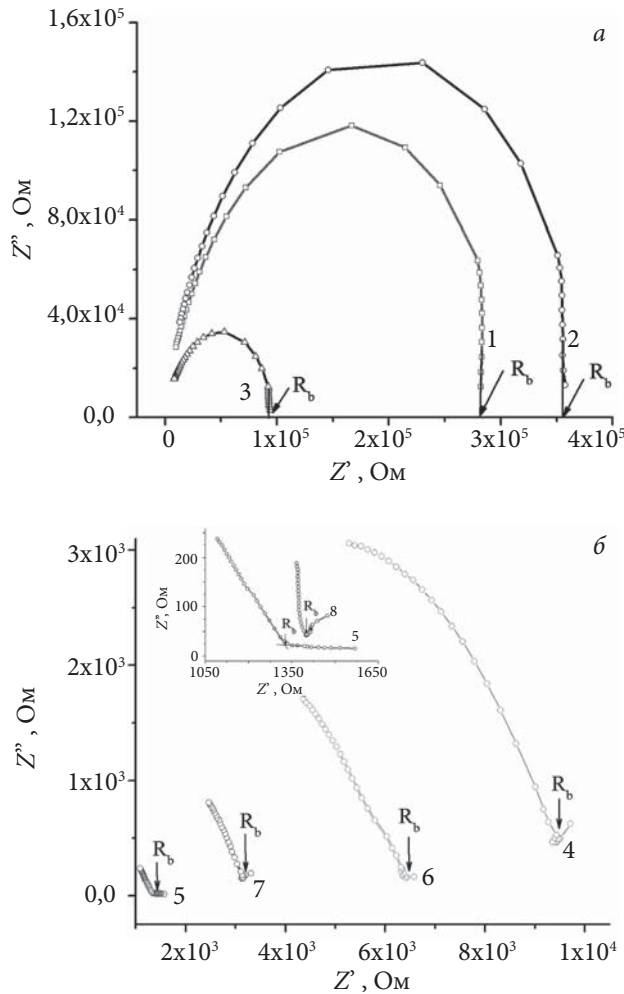 а
1,6x10⁵
1,2x10⁵
8,0x10⁴
4,0x10⁴
0,0
Z” , Ом
1
2
3
R_b
R_b
R_b
0
1x10⁵
2x10⁵
3x10⁵
4x10⁵
Z’ , Ом
б
3x10³
2x10³
1x10³
0,0
Z” , Ом
200
100
0
Z”, Ом
R_b
R_b
8
5
1050
1350
1650
Z’ , Ом
R_b
4
R_b
6
R_b
7
R_b
5
2x10³
4x10³
6x10³
8x10³
1x10⁴
Z’ , Ом